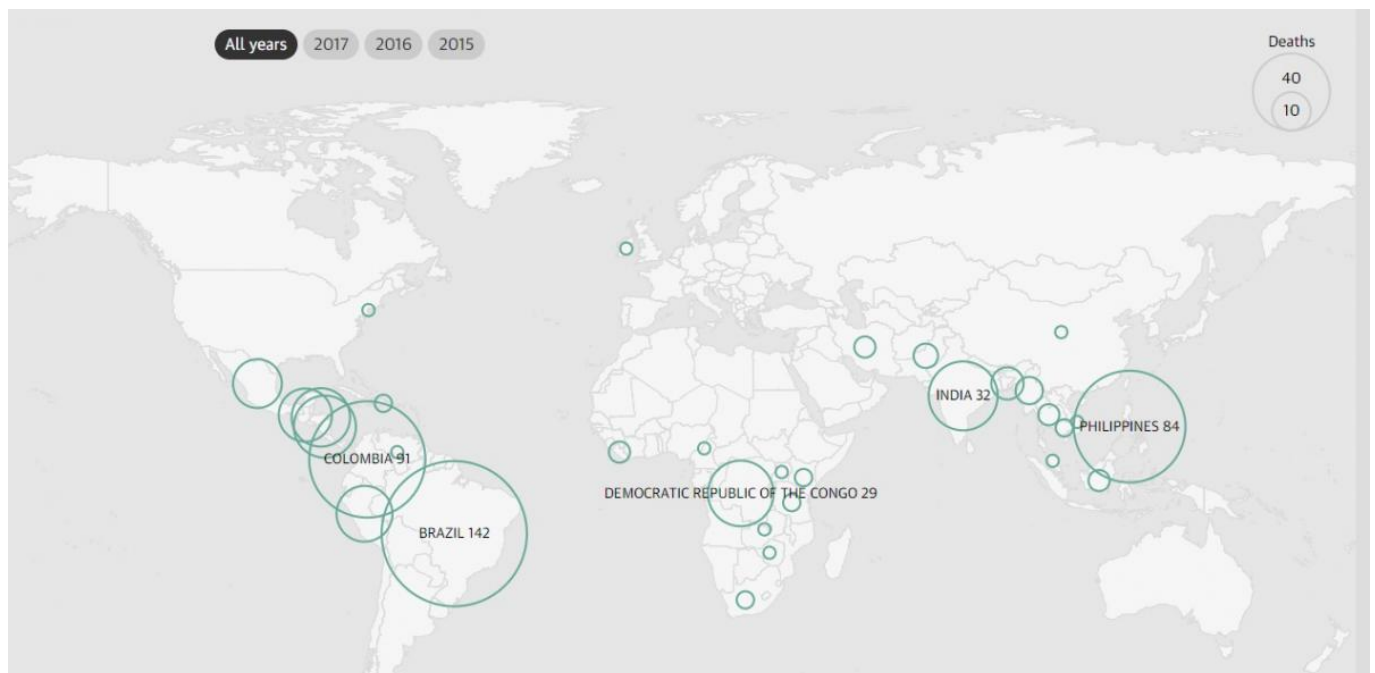 All years
2017
2016
2015
Deaths
40
10
INDIA 32
PHILIPPINES 84
COLOMBIA 91
DEMOCRATIC REPUBLIC OF THE CONGO 29
BRAZIL 142